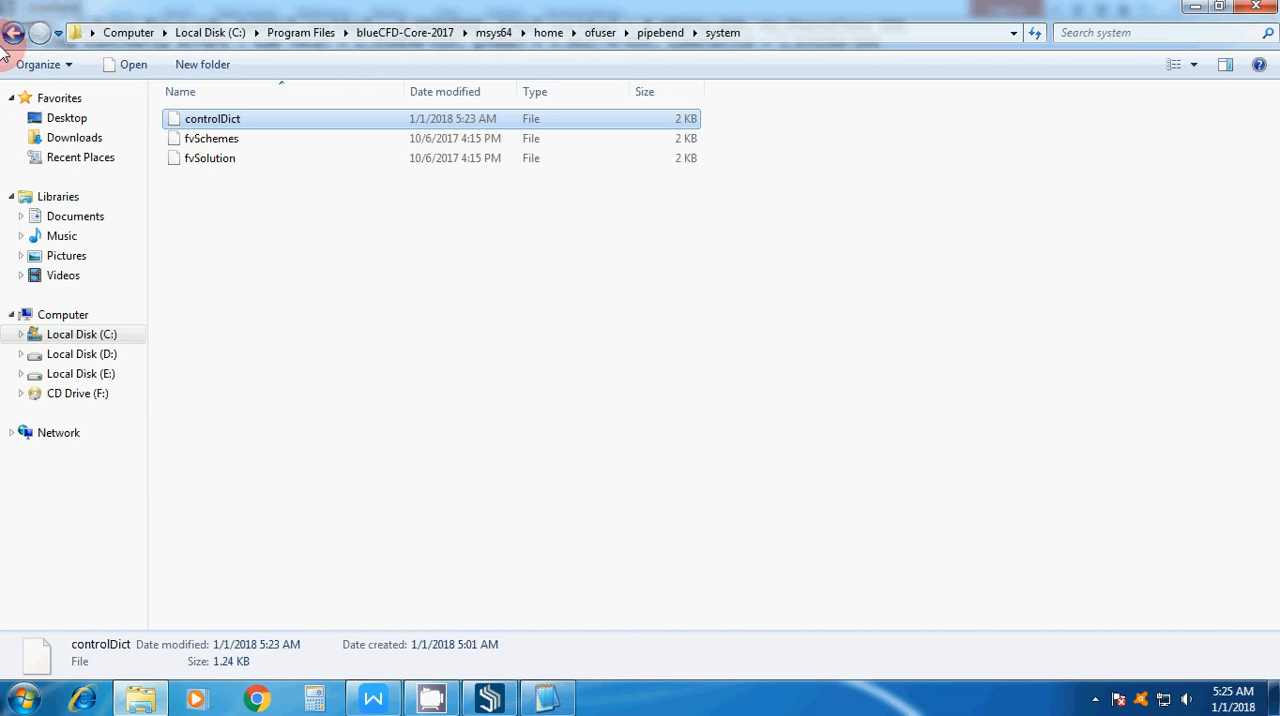 Computer Local Disk (C:) Program Files blueCFD-Core-2017 msys64 home ofuser pipebend system Search system
Organize Open New folder
Name Date modified Type Size
controlDict 1/1/2018 5:23 AM File 2 KB
fvSchemes 10/6/2017 4:15 PM File 2 KB
fvSolution 10/6/2017 4:15 PM File 2 KB
Favorites
Desktop
Downloads
Recent Places
Libraries
Documents
Music
Pictures
Videos
Computer
Local Disk (C:)
Local Disk (D:)
Local Disk (E:)
CD Drive (F:)
Network
controlDict Date modified: 1/1/2018 5:23 AM Date created: 1/1/2018 5:01 AM
File Size: 1.24 KB
5:25 AM
1/1/2018